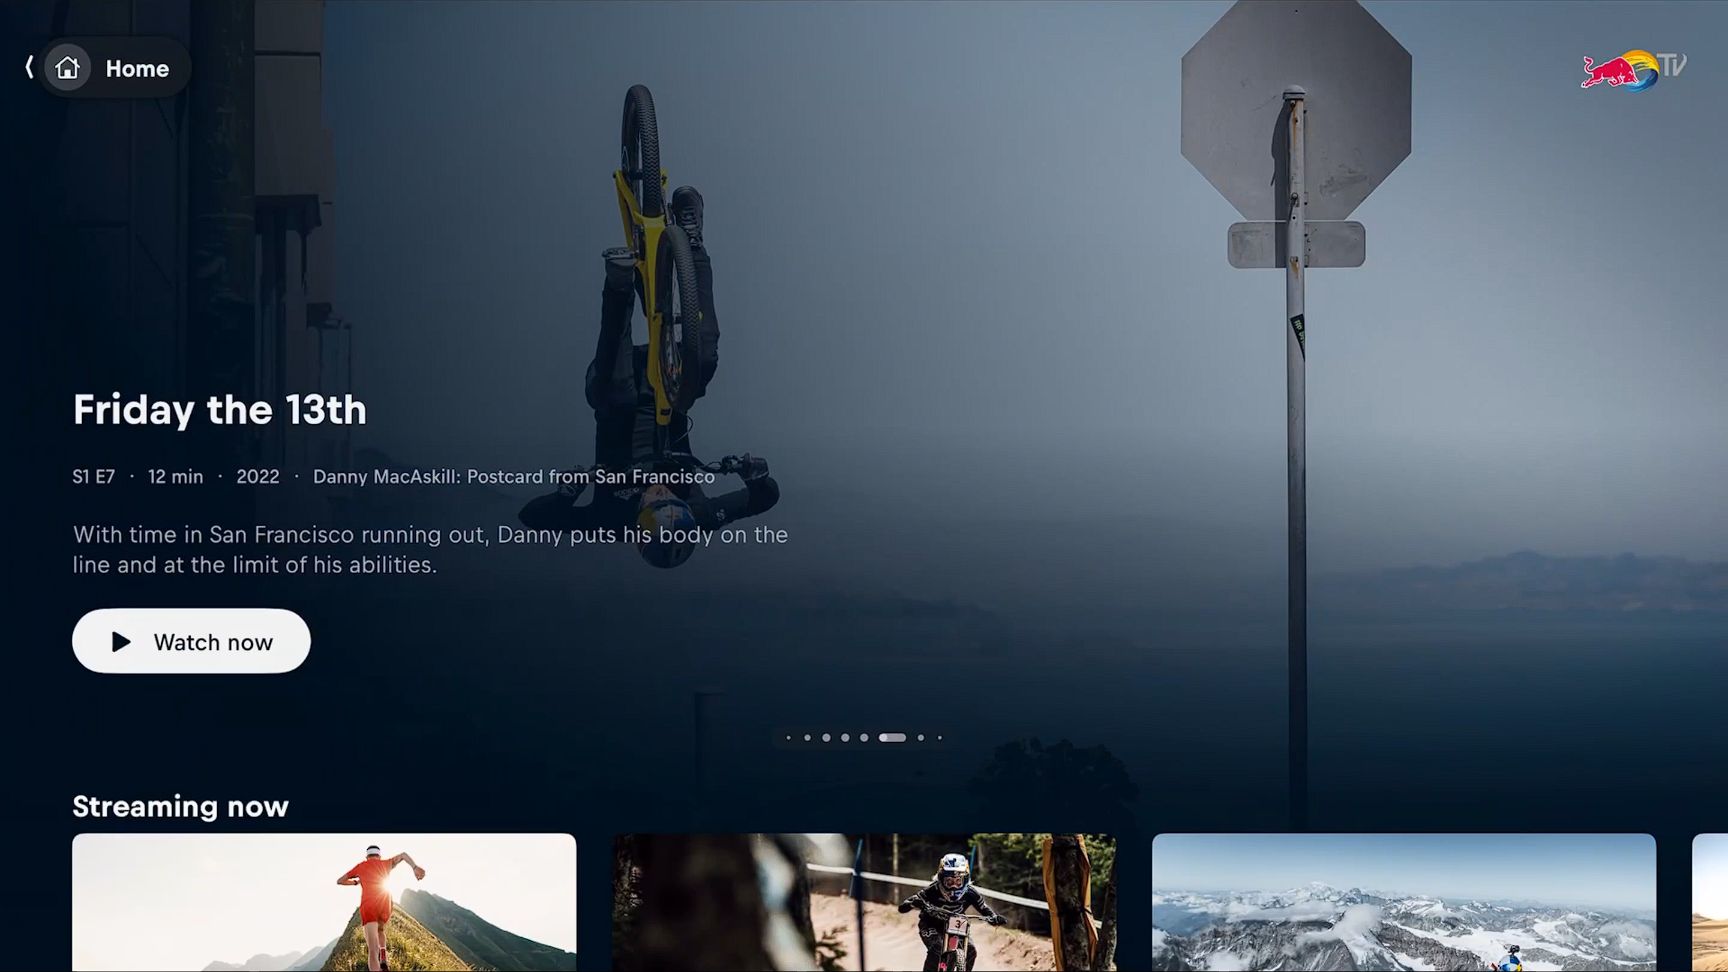 Home
TV
Friday the 13th
S1 E7 · 12 min · 2022 · Danny MacAskill: Postcard from San Francisco
With time in San Francisco running out, Danny puts his body on the
line and at the limit of his abilities.
Watch now
Streaming now
3